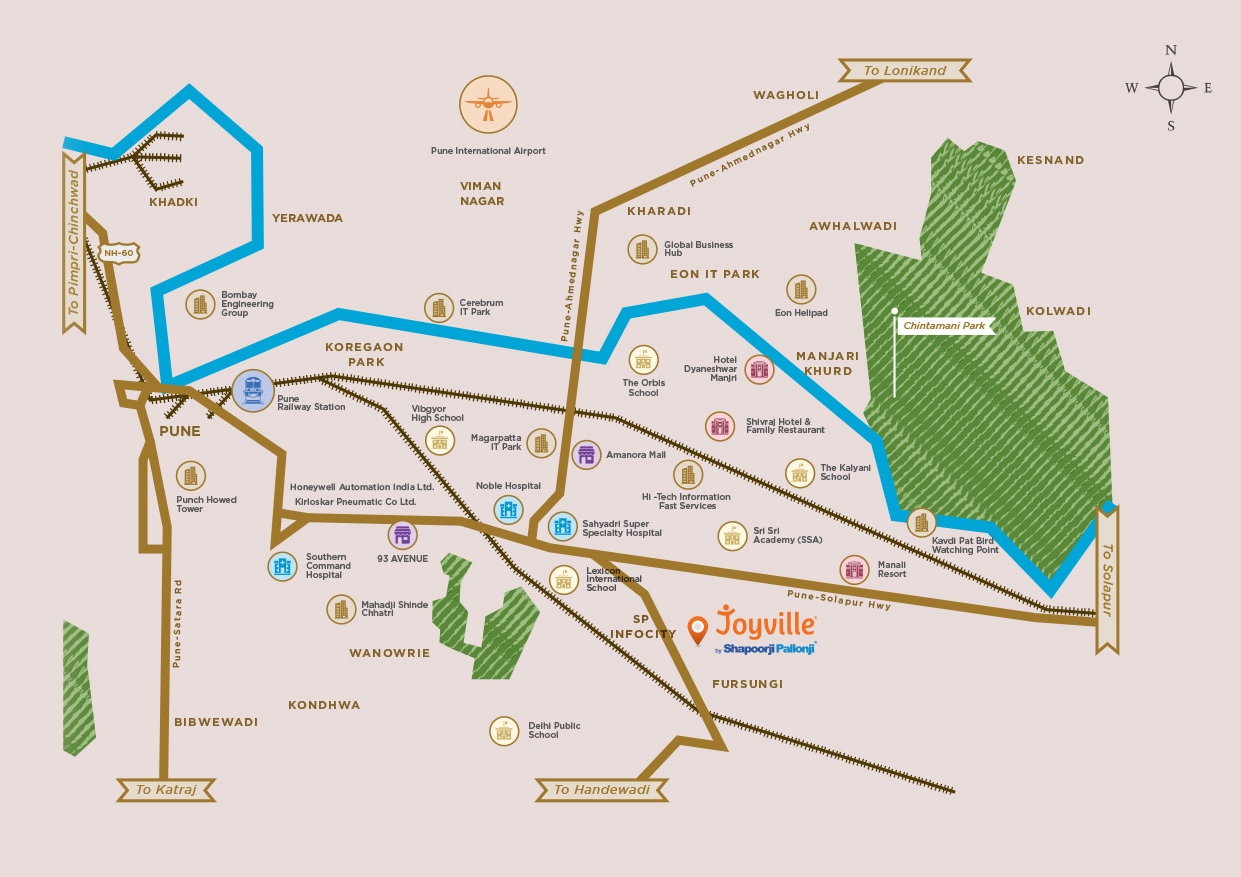 N
W
E
S
To Lonikand
WAGHOLI
Pune-Ahmednagar Hwy
Pune International Airport
KESNAND
VIMAN
NAGAR
KHADKI
YERAWADA
KHARADI
AWHALWADI
To Pimpri-Chinchwad
NH-60
Global Business
Hub
EON IT PARK
Pune-Ahmednagar Hwy
Bombay
Engineering
Group
Cerebrum
IT Park
Eon Helipad
KOLWADI
Chintamani Park
KOREGAON
PARK
MANJARI
KHURD
Hotel
Dyaneshwar
Manjri
The Orbis
School
Pune
Railway Station
Vibgyor
High School
PUNE
Magarpatta
IT Park
Amanora Mall
Shivraj Hotel &
Family Restaurant
The Kalyani
School
Punch Howed
Tower
Honeywell Automation India Ltd.
Kirloskar Pneumatic Co Ltd.
Noble Hospital
Hi -Tech Information
Fast Services
93 AVENUE
Sahyadri Super
Specialty Hospital
Sri Sri
Academy (SSA)
Kavdi Pat Bird
Watching Point
To Solapur
Southern
Command
Hospital
Lexicon
International
School
Manali
Resort
Pune-Solapur Hwy
Mahadji Shinde
Chhatri
Pune-Satara Rd
SP
INFOCITY
Joyville
by Shapoorji Pallonji
WANOWRIE
FURSUNGI
KONDHWA
BIBWEWADI
Delhi Public
School
To Katraj
To Handewadi